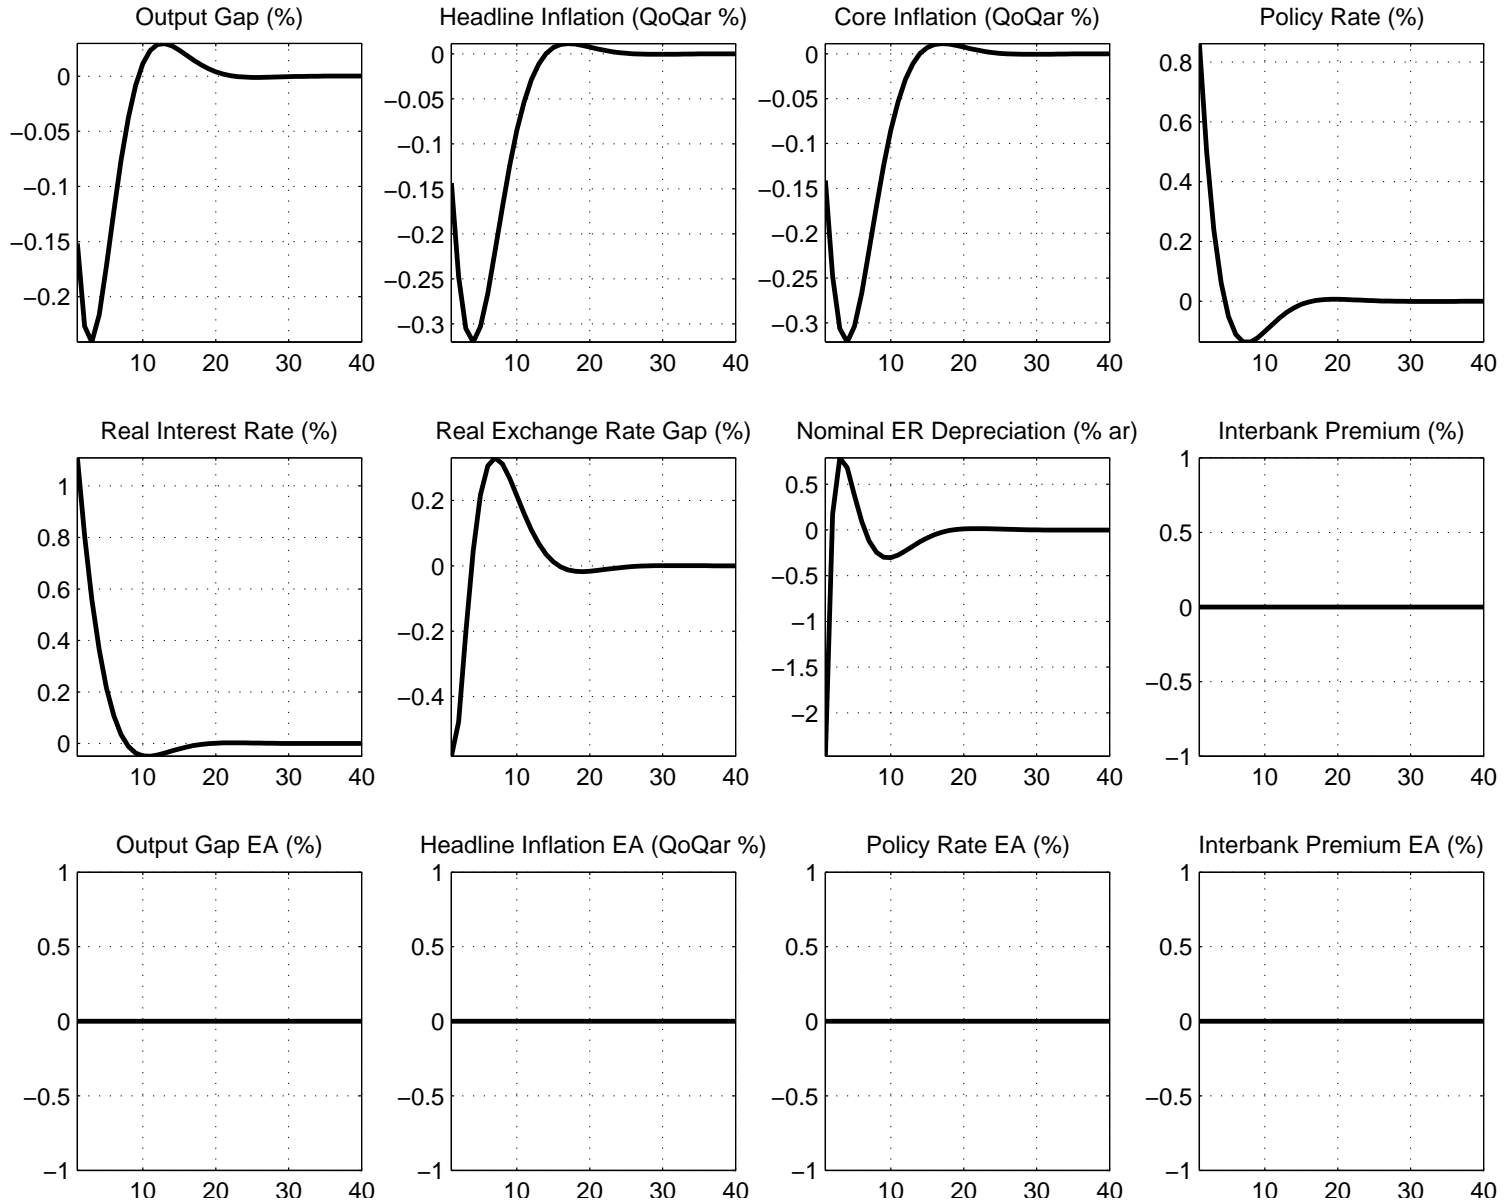 Output Gap (%)
0
−0.05
−0.1
−0.15
−0.2
10 20 30 40
Headline Inflation (QoQar %)
0
−0.05
−0.1
−0.15
−0.2
−0.25
−0.3
10 20 30 40
Core Inflation (QoQar %)
0
−0.05
−0.1
−0.15
−0.2
−0.25
−0.3
10 20 30 40
Policy Rate (%)
0.8
0.6
0.4
0.2
0
10 20 30 40
Real Interest Rate (%)
1
0.8
0.6
0.4
0.2
0
10 20 30 40
Real Exchange Rate Gap (%)
0.2
0
−0.2
−0.4
10 20 30 40
Nominal ER Depreciation (% ar)
0.5
0
−0.5
−1
−1.5
−2
10 20 30 40
Interbank Premium (%)
1
0.5
0
−0.5
−1
10 20 30 40
Output Gap EA (%)
1
0.5
0
−0.5
−1
10 20 30 40
Headline Inflation EA (QoQar %)
1
0.5
0
−0.5
−1
10 20 30 40
Policy Rate EA (%)
1
0.5
0
−0.5
−1
10 20 30 40
Interbank Premium EA (%)
1
0.5
0
−0.5
−1
10 20 30 40